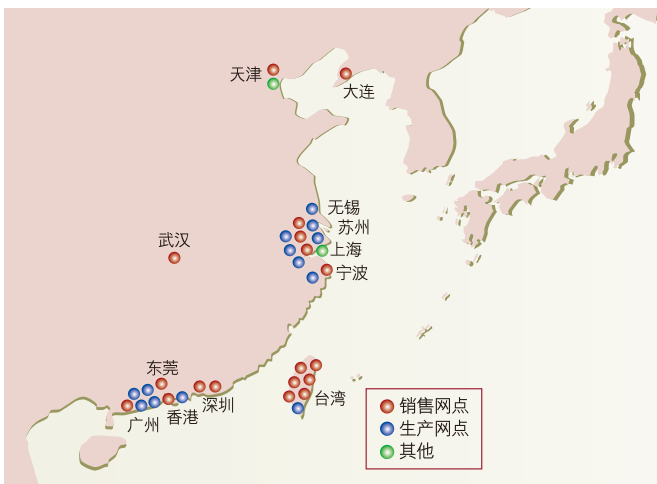 天津
大连
无锡
苏州
武汉
上海
宁波
东莞
台湾
深圳
香港
广州
销售网点
生产网点
其他